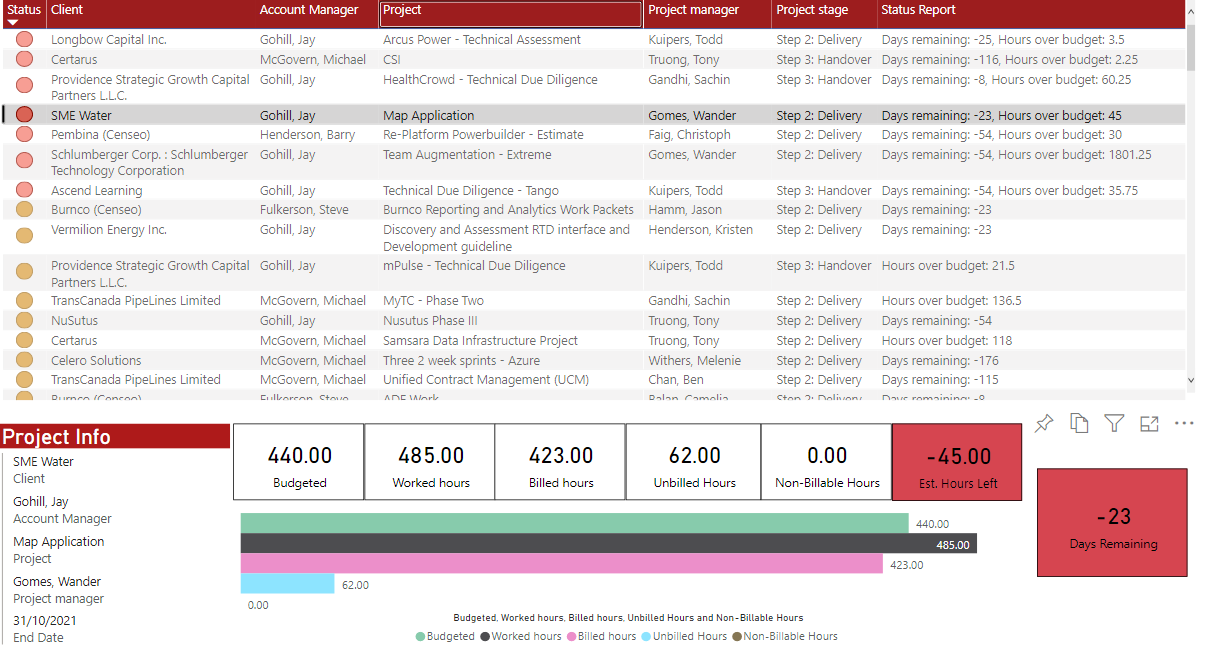 Status Client Account Manager Project Project manager Project stage Status Report
Longbow Capital Inc. Gohill, Jay Arcus Power - Technical Assessment Kuipers, Todd Step 2: Delivery Days remaining: -25, Hours over budget: 3.5
Certarus McGovern, Michael CSI Truong, Tony Step 3: Handover Days remaining: -116, Hours over budget: 2.25
Providence Strategic Growth Capital Gohill, Jay HealthCrowd - Technical Due Diligence Gandhi, Sachin Step 3: Handover Days remaining: -8, Hours over budget: 60.25
Partners L.L.C.
SME Water Gohill, Jay Map Application Gomes, Wander Step 2: Delivery Days remaining: -23, Hours over budget: 45
Pembina (Censeo) Henderson, Barry Re-Platform Powerbuilder - Estimate Faig, Christoph Step 2: Delivery Days remaining: -54, Hours over budget: 30
Schlumberger Corp. : Schlumberger Gohill, Jay Team Augmentation - Extreme Gomes, Wander Step 2: Delivery Days remaining: -54, Hours over budget: 1801.25
Technology Corporation
Ascend Learning Gohill, Jay Technical Due Diligence - Tango Kuipers, Todd Step 3: Handover Days remaining: -54, Hours over budget: 35.75
Burnco (Censeo) Fulkerson, Steve Burnco Reporting and Analytics Work Packets Hamm, Jason Step 2: Delivery Days remaining: -23
Vermilion Energy Inc. Gohill, Jay Discovery and Assessment RTD interface and Henderson, Kristen Step 2: Delivery Days remaining: -23
Development guideline
Providence Strategic Growth Capital Gohill, Jay mPulse - Technical Due Diligence Kuipers, Todd Step 3: Handover Hours over budget: 21.5
Partners L.L.C.
TransCanada PipeLines Limited McGovern, Michael MyTC - Phase Two Gandhi, Sachin Step 2: Delivery Hours over budget: 136.5
NuSutus Gohill, Jay Nusutus Phase III Truong, Tony Step 2: Delivery Days remaining: -54
Certarus McGovern, Michael Samsara Data Infrastructure Project Truong, Tony Step 2: Delivery Hours over budget: 118
Celero Solutions McGovern, Michael Three 2 week sprints - Azure Withers, Melenie Step 2: Delivery Days remaining: -176
TransCanada PipeLines Limited McGovern, Michael Unified Contract Management (UCM) Chan, Ben Step 2: Delivery Days remaining: -115
Burnco (Censeo) Fulkerson, Steve ADF Work Step 2: Delivery Days remaining: -8
Project Info
SME Water
Client
Gohill, Jay
Account Manager
Map Application
Project
Gomes, Wander
Project manager
31/10/2021
End Date
440.00 485.00 423.00 62.00 0.00 -45.00
Budgeted Worked hours Billed hours Unbilled Hours Non-Billable Hours Est. Hours Left
-23
Days Remaining
440.00
485.00
423.00
62.00
0.00
Budgeted, Worked hours, Billed hours, Unbilled Hours and Non-Billable Hours
Budgeted Worked hours Billed hours Unbilled Hours Non-Billable Hours